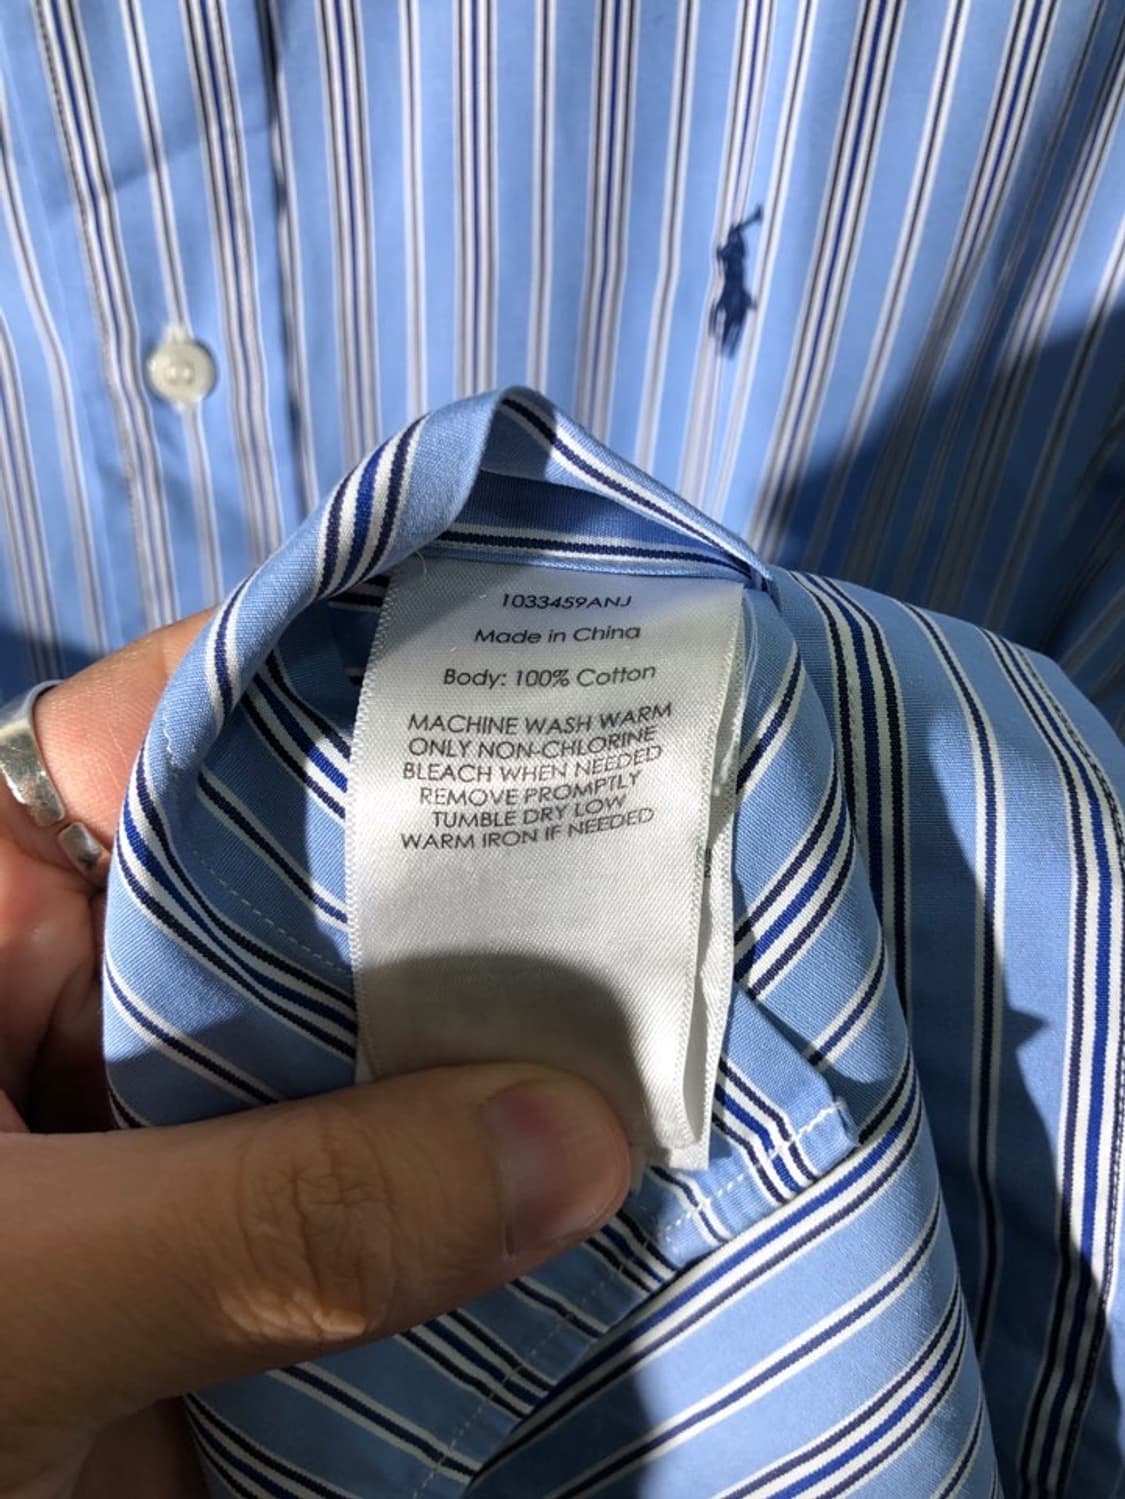 1033459ANJ
Made in China
Body: 100% Cotton
MACHINE WASH WARM
ONLY NON-CHLORINE
BLEACH WHEN NEEDED
REMOVE PROMPTLY
TUMBLE DRY LOW
WARM IRON IF NEEDED